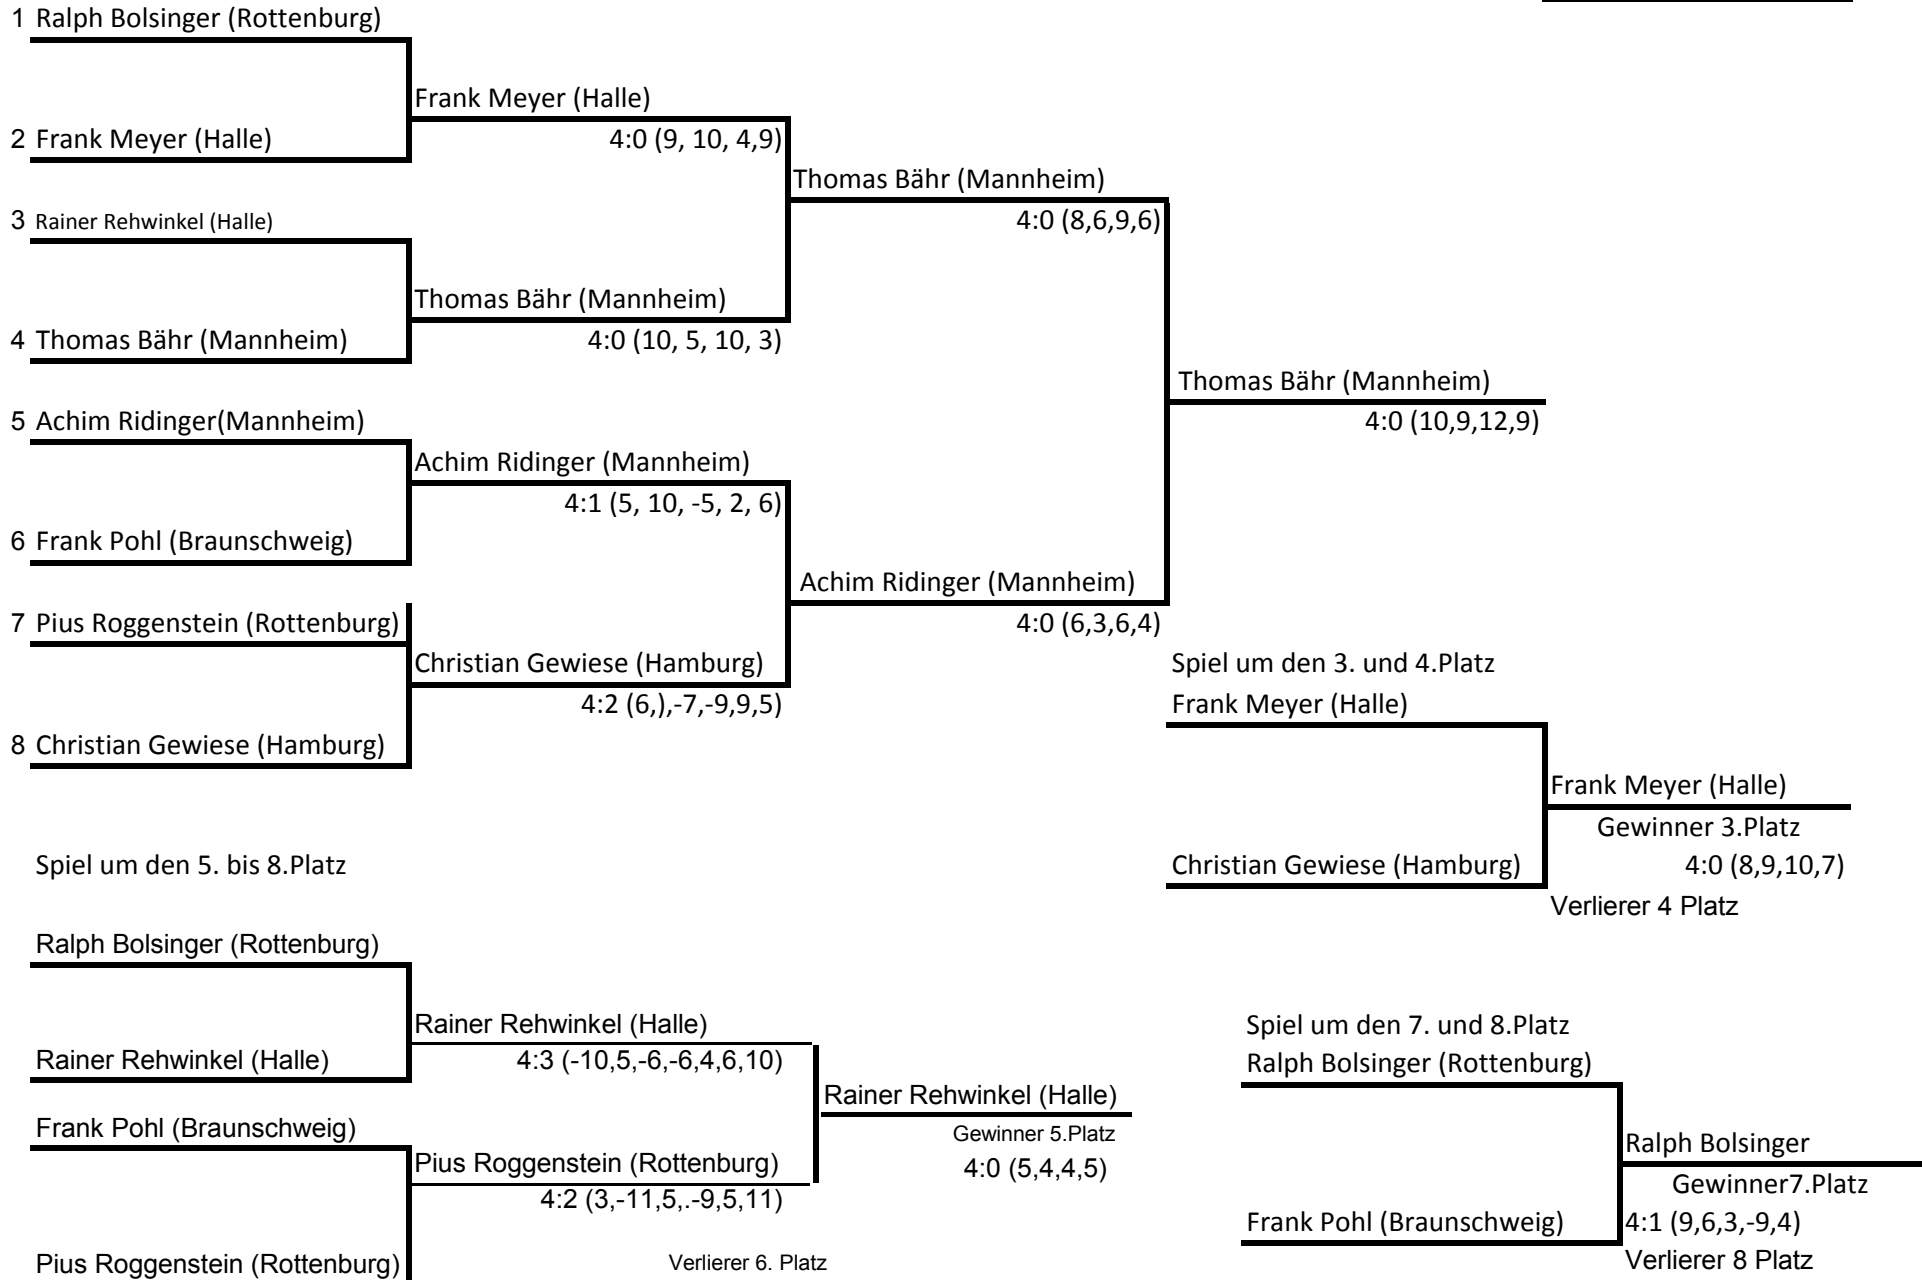 1 Ralph Bolsinger (Rottenburg)
Frank Meyer (Halle)
2 Frank Meyer (Halle)
4:0 (9, 10, 4,9)
Thomas Bähr (Mannheim)
3 Rainer Rehwinkel (Halle)
4:0 (8,6,9,6)
Thomas Bähr (Mannheim)
4 Thomas Bähr (Mannheim)
4:0 (10, 5, 10, 3)
Thomas Bähr (Mannheim)
5 Achim Ridinger(Mannheim)
4:0 (10,9,12,9)
Achim Ridinger (Mannheim)
4:1 (5, 10, -5, 2, 6)
6 Frank Pohl (Braunschweig)
Achim Ridinger (Mannheim)
7 Pius Roggenstein (Rottenburg)
4:0 (6,3,6,4)
Christian Gewiese (Hamburg)
Spiel um den 3. und 4.Platz
4:2 (6,),-7,-9,9,5)
Frank Meyer (Halle)
8 Christian Gewiese (Hamburg)
Frank Meyer (Halle)
Gewinner 3.Platz
Spiel um den 5. bis 8.Platz
Christian Gewiese (Hamburg)
4:0 (8,9,10,7)
Verlierer 4 Platz
Ralph Bolsinger (Rottenburg)
Rainer Rehwinkel (Halle)
Spiel um den 7. und 8.Platz
Rainer Rehwinkel (Halle)
4:3 (-10,5,-6,-6,4,6,10)
Ralph Bolsinger (Rottenburg)
Rainer Rehwinkel (Halle)
Frank Pohl (Braunschweig)
Gewinner 5.Platz
Ralph Bolsinger
Pius Roggenstein (Rottenburg)
4:0 (5,4,4,5)
Gewinner7.Platz
4:2 (3,-11,5,.-9,5,11)
Frank Pohl (Braunschweig)
4:1 (9,6,3,-9,4)
Pius Roggenstein (Rottenburg)
Verlierer 6. Platz
Verlierer 8 Platz